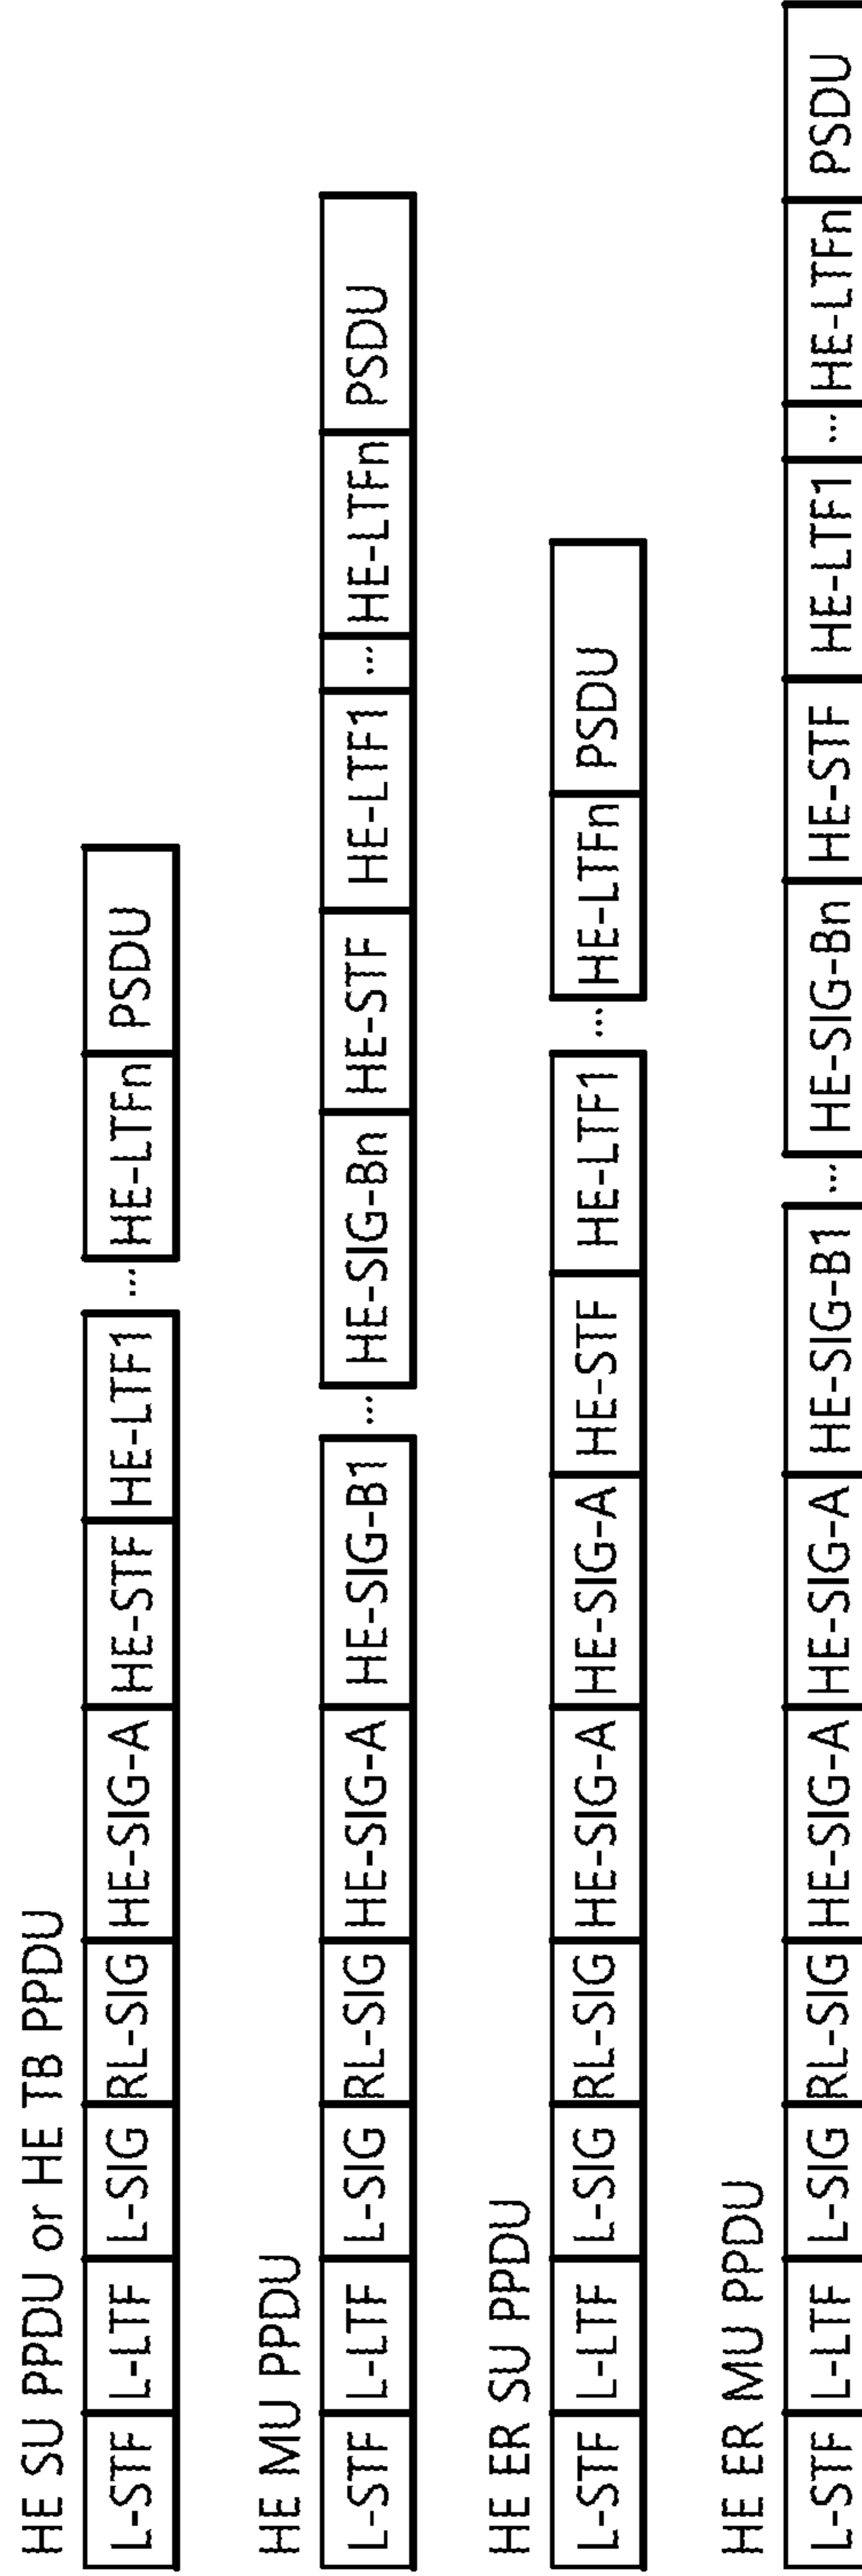 HE SU PPDU or HE TB PPDU
L-STF L-LTF L-SIG RL-SIG HE-SIG-A HE-STF HE-LTF1 ... HE-LTFn PSDU
HE MU PPDU
L-STF L-LTF L-SIG RL-SIG HE-SIG-A HE-SIG-B1 ... HE-SIG-Bn HE-STF HE-LTF1 ... HE-LTFn PSDU
HE ER SU PPDU
L-STF L-LTF L-SIG RL-SIG HE-SIG-A HE-SIG-A HE-STF HE-LTF1 ... HE-LTFn PSDU
HE ER MU PPDU
L-STF L-LTF L-SIG RL-SIG HE-SIG-A HE-SIG-A HE-SIG-B1 ... HE-SIG-Bn HE-STF HE-LTF1 ... HE-LTFn PSDU